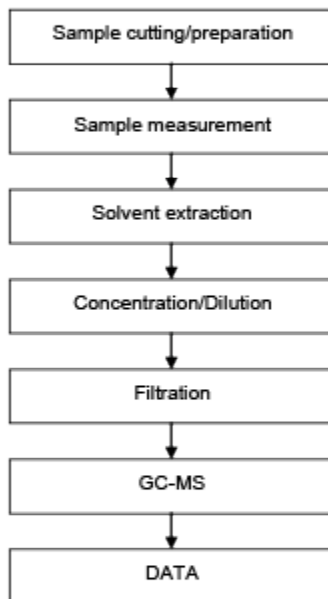 Sample cutting/preparation
Sample measurement
Solvent extraction
Concentration/Dilution
Filtration
GC-MS
DATA